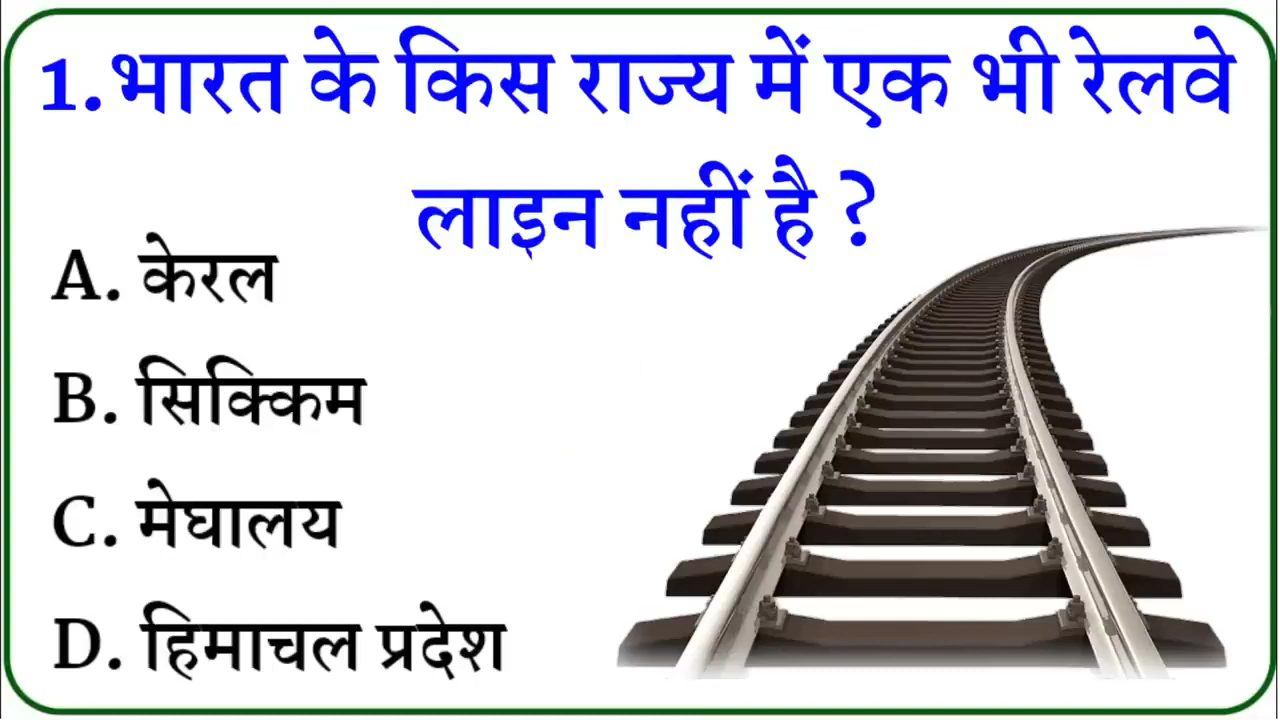 1.भारत के किस राज्य में एक भी रेलवे
लाइन नहीं है ?
A. केरल
B. सिक्किम
C. मेघालय
D. हिमाचल प्रदेश